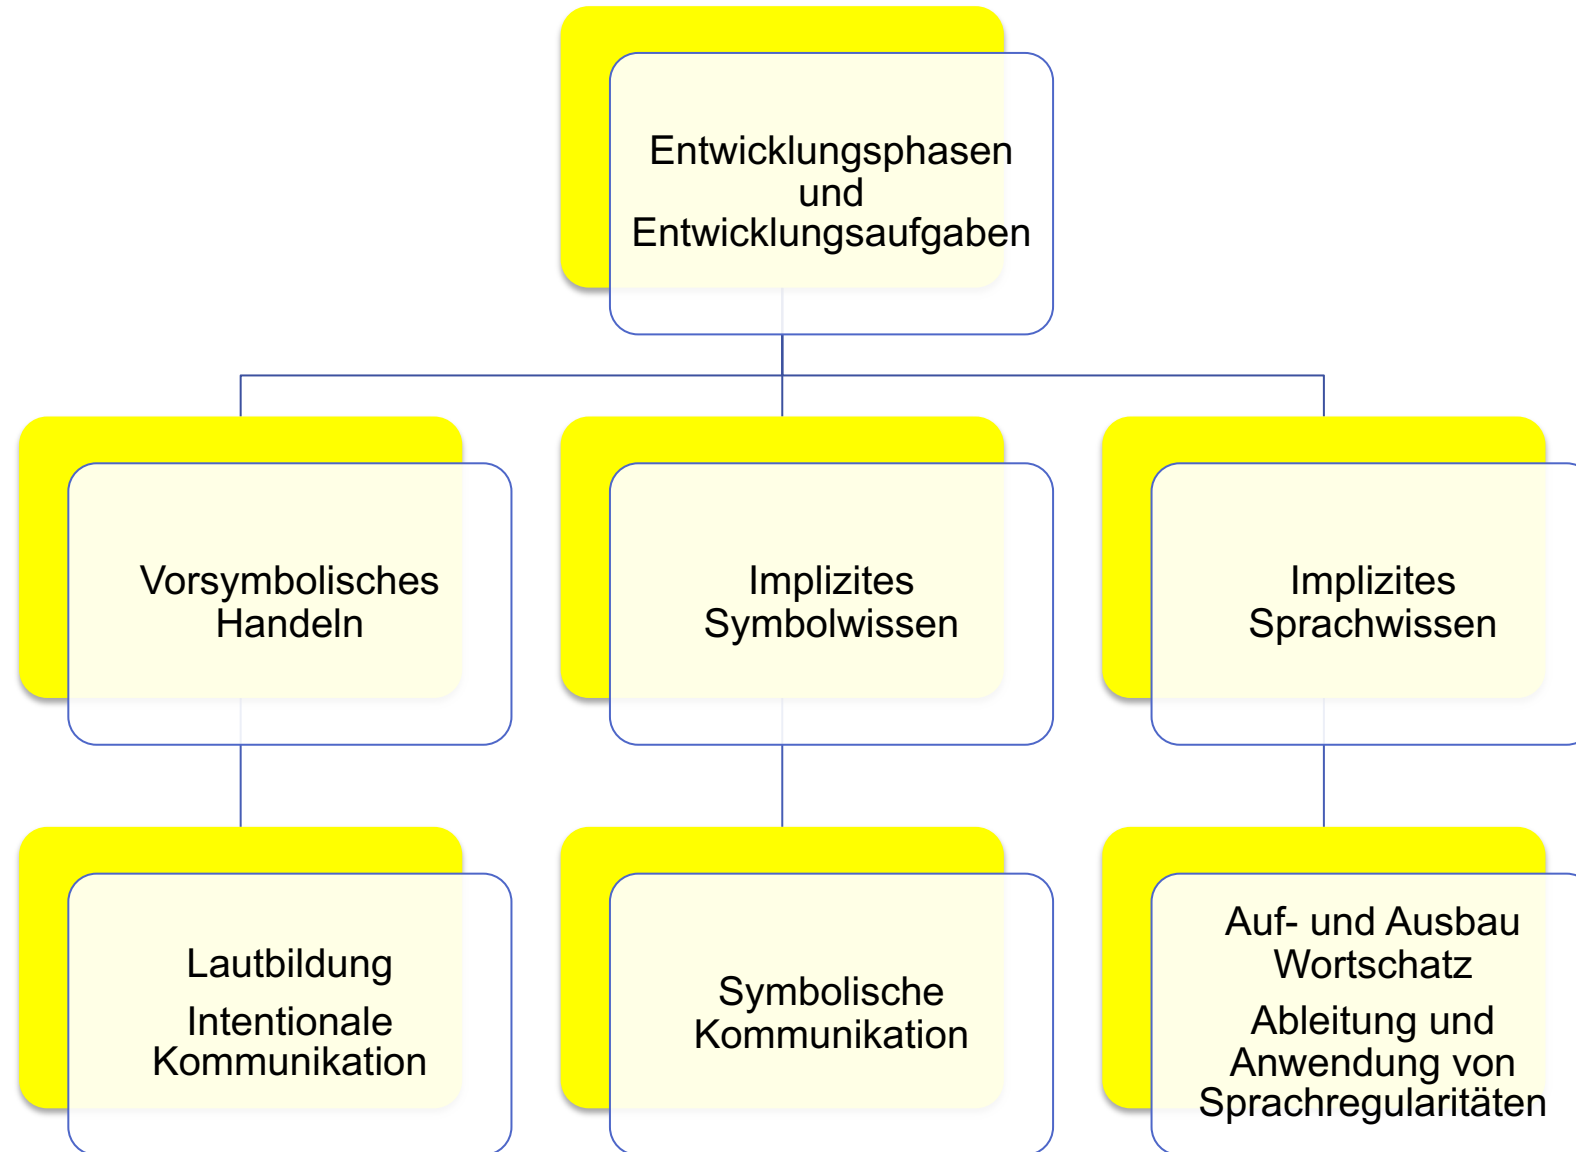 Entwicklungsphasen
und
Entwicklungsaufgaben
Vorsymbolisches
Handeln
Implizites
Symbolwissen
Implizites
Sprachwissen
Lautbildung
Intentionale
Kommunikation
Symbolische
Kommunikation
Auf- und Ausbau
Wortschatz
Ableitung und
Anwendung von
Sprachregularitäten